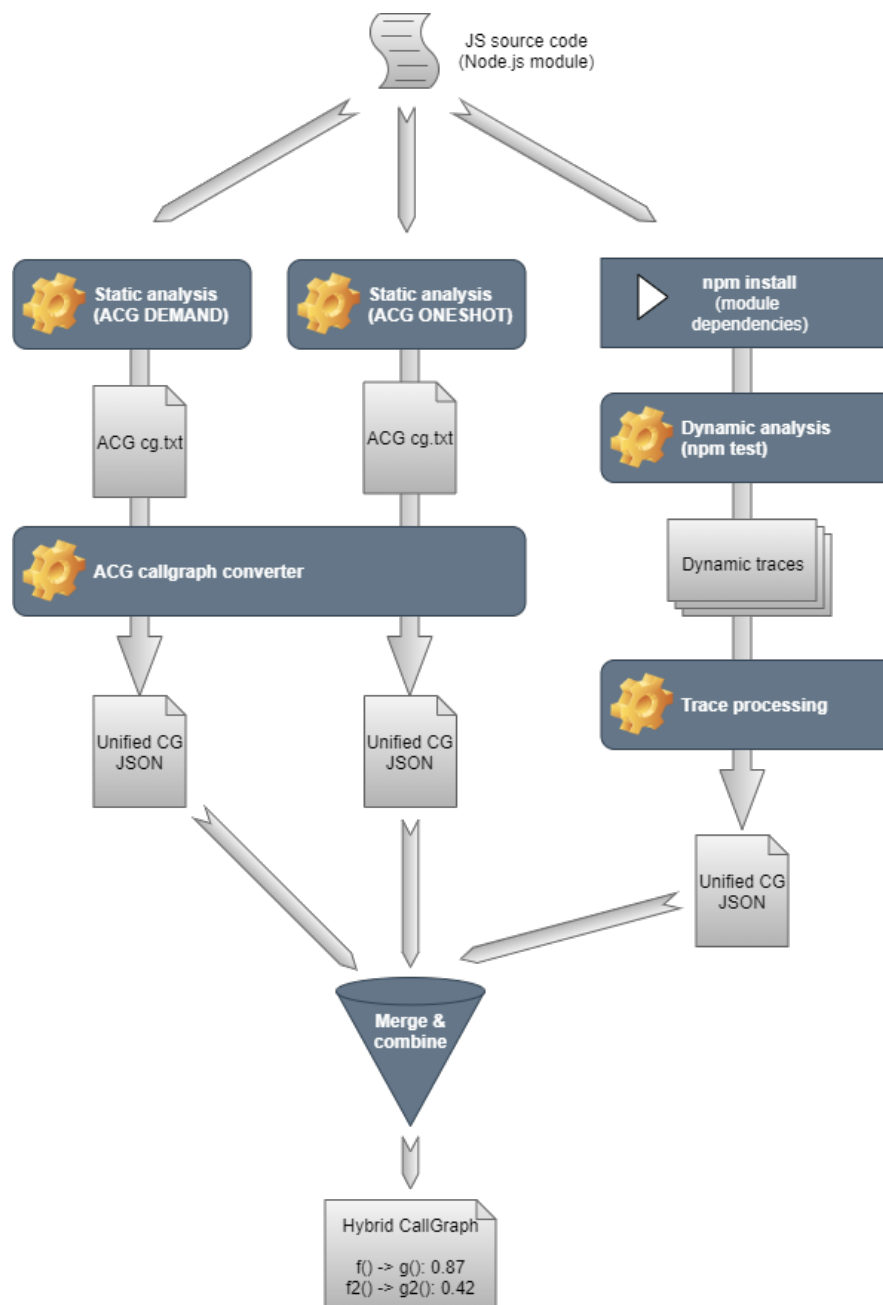 JS source code
(Node.js module)
Static analysis
(ACG DEMAND)
Static analysis
(ACG ONESHOT)
npm install
(module
dependencies)
ACG cg.txt
ACG cg.txt
Dynamic analysis
(npm test)
ACG callgraph converter
Dynamic traces
Trace processing
Unified CG
JSON
Unified CG
JSON
Unified CG
JSON
Merge &
combine
Hybrid CallGraph
f() -> g(): 0.87
f2() -> g2(): 0.42